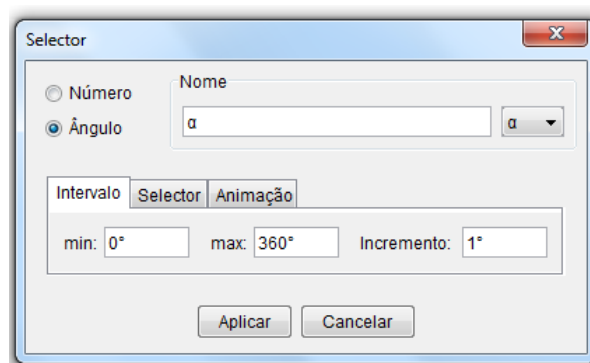 Selector
Número
Nome
Ângulo
α α
Intervalo Selector Animação
min: 0° max: 360° Incremento: 1°
Aplicar Cancelar